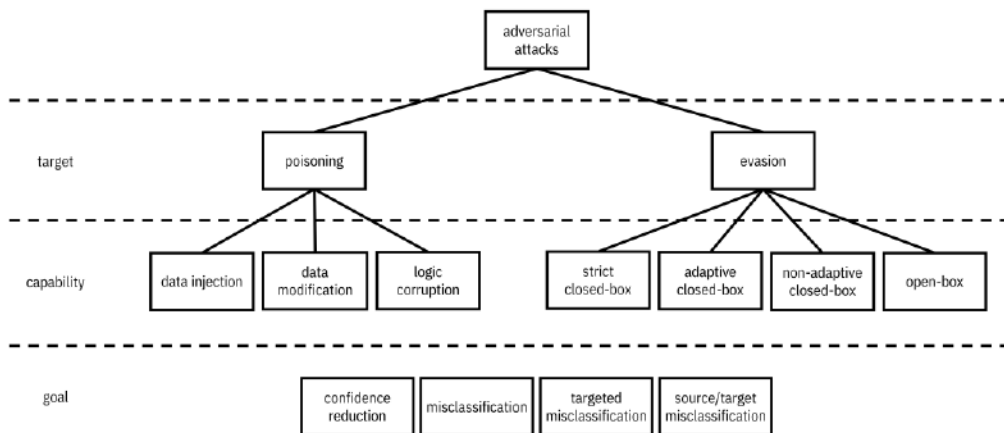 adversarial
attacks
target
poisoning
evasion
capability
data injection
data
modification
logic
corruption
strict
closed-box
adaptive
closed-box
non-adaptive
closed-box
open-box
goal
confidence
reduction
misclassification
targeted
misclassification
source/target
misclassification